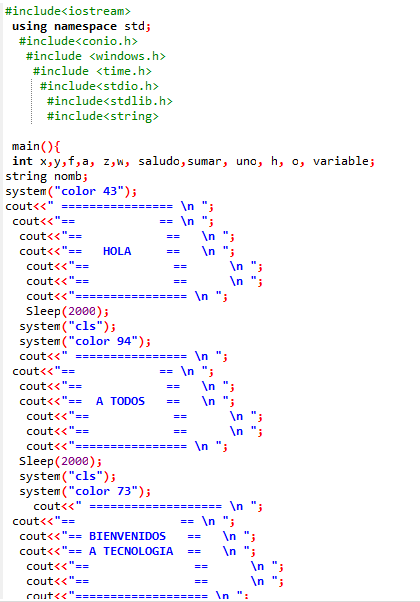 #include<iostream>
using namespace std;
#include<conio.h>
#include <windows.h>
#include <time.h>
#include<stdio.h>
#include<stdlib.h>
#include<string>
main(){
int x,y,f,a, z,w, saludo,sumar, uno, h, o, variable;
string nomb;
system("color 43");
cout<<" ================ \n ";
cout<<"==            == \n ";
cout<<"==            ==   \n ";
cout<<"==   HOLA     ==   \n ";
cout<<"==            ==      \n ";
cout<<"==            ==      \n ";
cout<<"================ \n ";
Sleep(2000);
system("cls");
system("color 94");
cout<<" ================ \n ";
cout<<"==            == \n ";
cout<<"==            ==   \n ";
cout<<"==  A TODOS   ==   \n ";
cout<<"==            ==      \n ";
cout<<"==            ==      \n ";
cout<<"================ \n ";
Sleep(2000);
system("cls");
system("color 73");
cout<<" =================== \n ";
cout<<"==               == \n ";
cout<<"== BIENVENIDOS   ==   \n ";
cout<<"== A TECNOLOGIA  ==   \n ";
cout<<"==               ==      \n ";
cout<<"==               ==      \n ";
cout<<"=================== \n ";